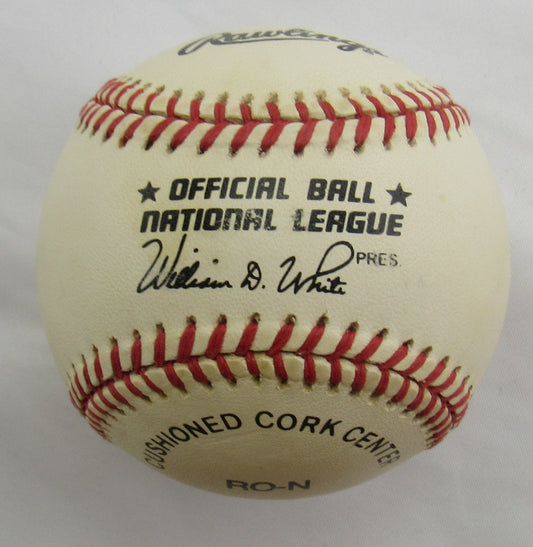 Rawlings
★ OFFICIAL BALL ★
NATIONAL LEAGUE
William D. White PRES.
CUSHIONED CORK CENTER
RO-N